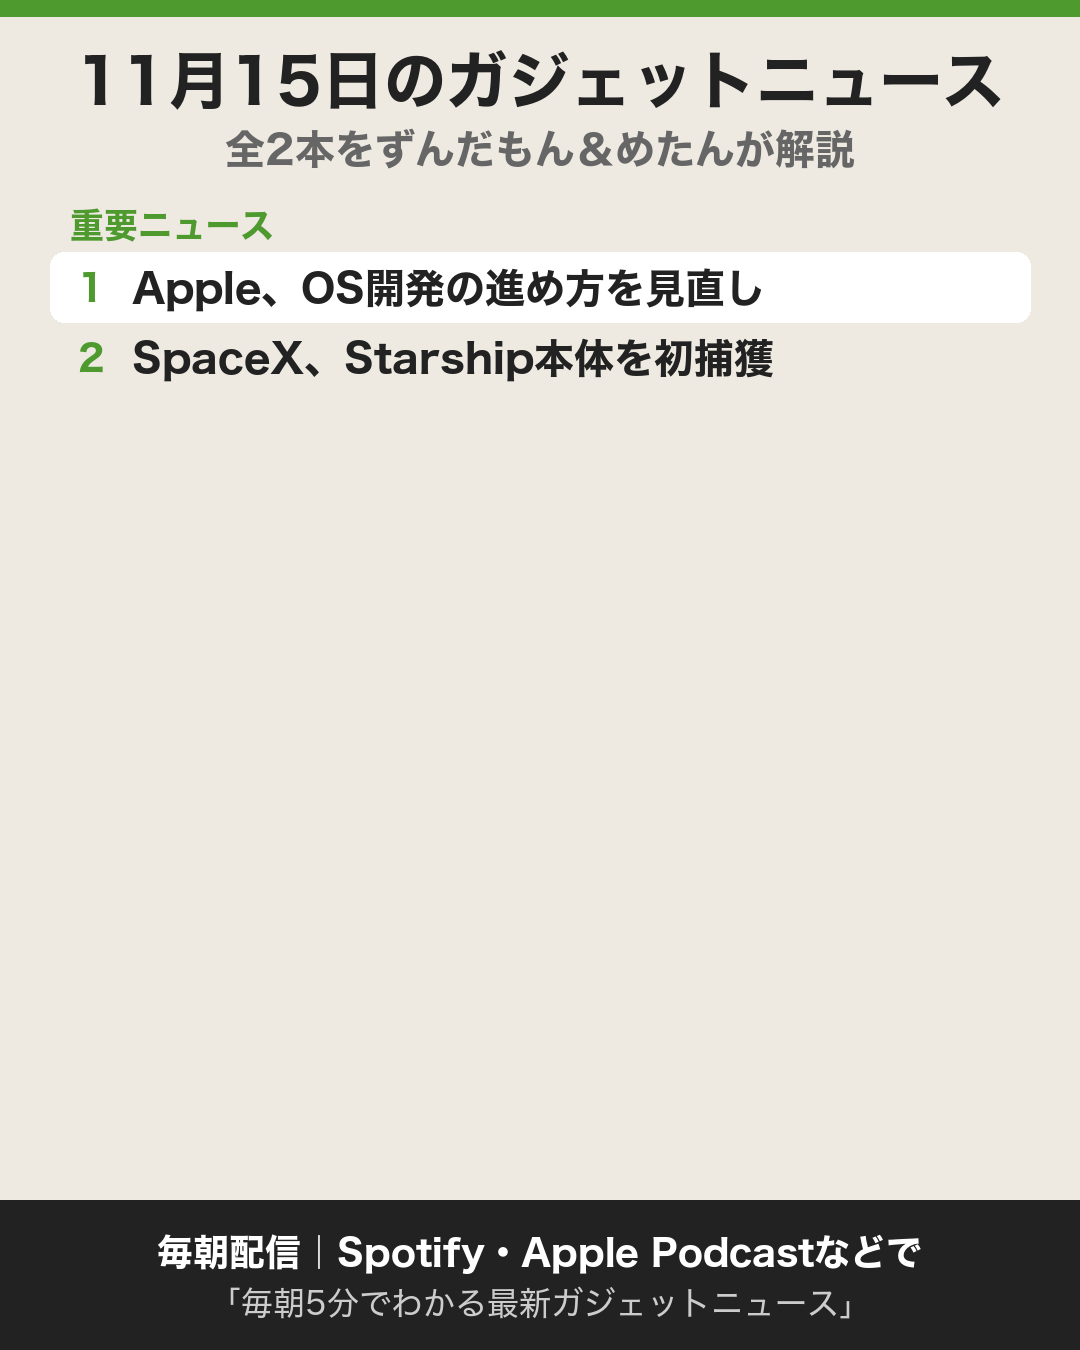 11月15日のガジェットニュース
全2本をずんだもん＆めたんが解説
重要ニュース
1 Apple、OS開発の進め方を見直し
2 SpaceX、Starship本体を初捕獲
毎朝配信｜Spotify・Apple Podcastなどで
「毎朝5分でわかる最新ガジェットニュース」